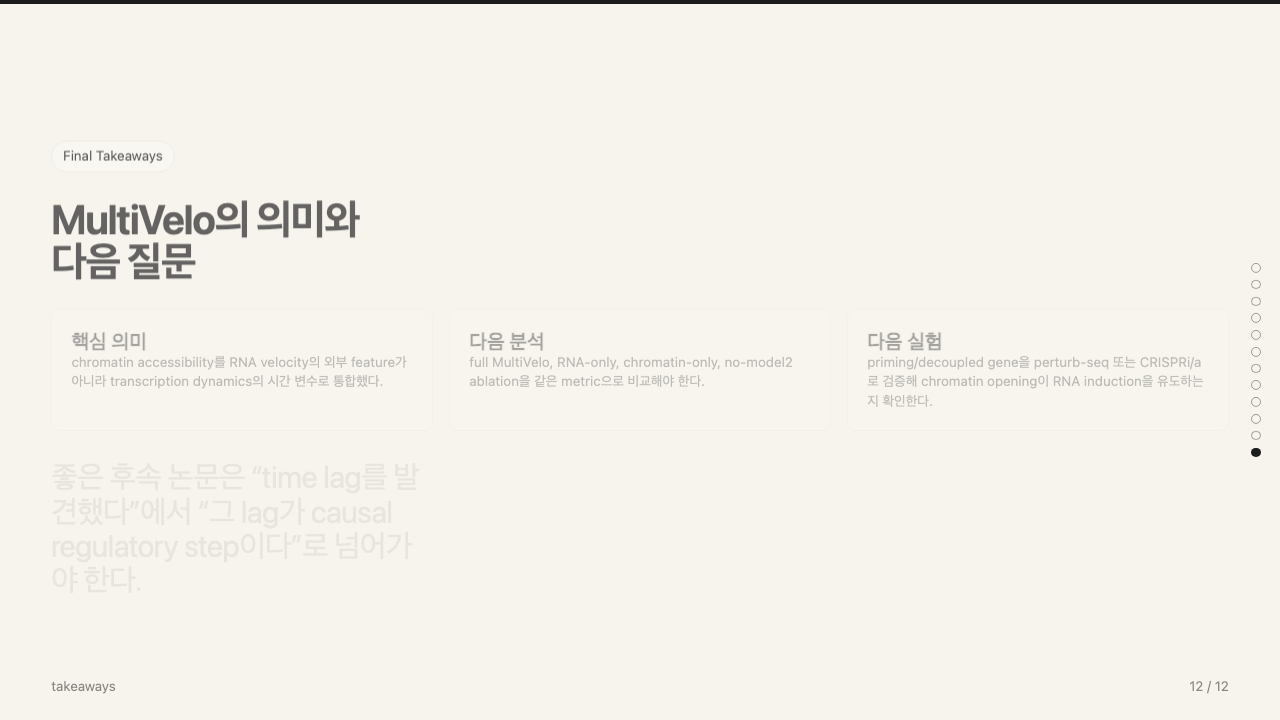 Final Takeaways
MultiVelo의 의미와
다음 질문
핵심 의미
chromatin accessibility를 RNA velocity의 외부 feature가
아니라 transcription dynamics의 시간 변수로 통합했다.
다음 분석
full MultiVelo, RNA-only, chromatin-only, no-model2
ablation을 같은 metric으로 비교해야 한다.
다음 실험
priming/decoupled gene을 perturb-seq 또는 CRISPRi/a
로 검증해 chromatin opening이 RNA induction을 유도하는
지 확인한다.
좋은 후속 논문은 “time lag를 발
견했다”에서 “그 lag가 causal
regulatory step이다”로 넘어가
야 한다.
takeaways
12 / 12